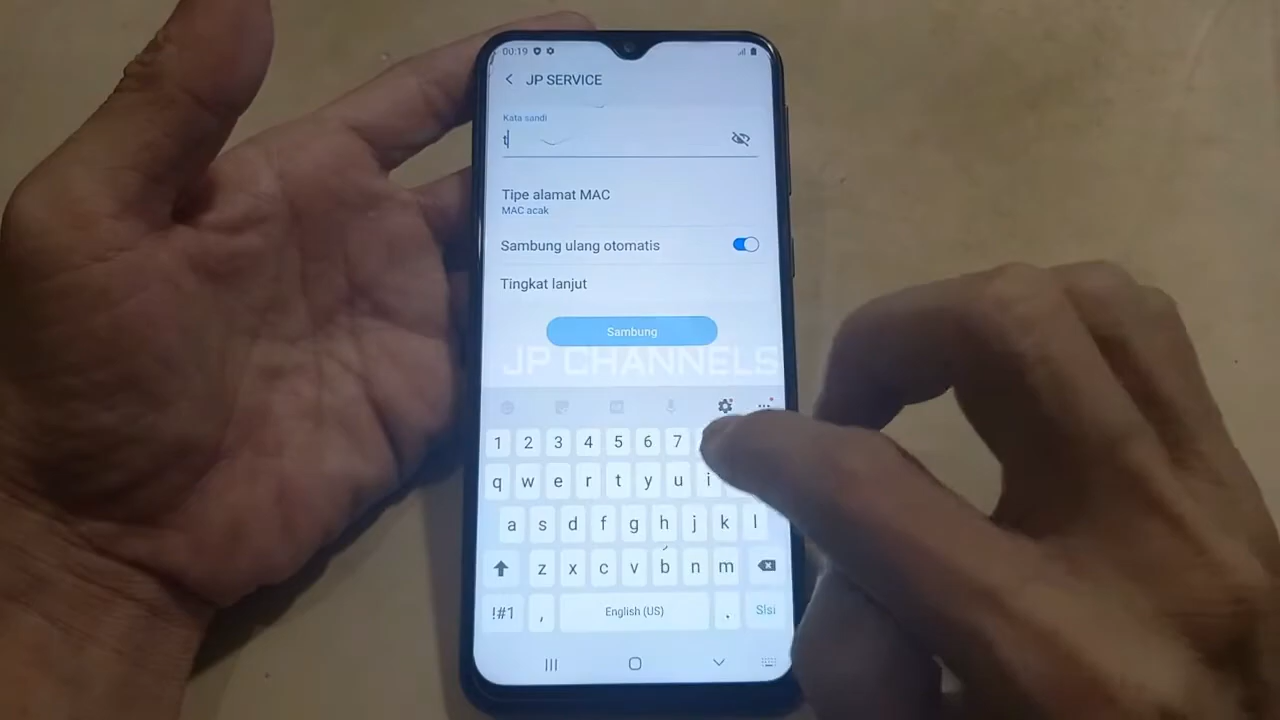 00:19
JP SERVICE
Kata sandi
t
Tipe alamat MAC
MAC acak
Sambung ulang otomatis
Tingkat lanjut
Sambung
JP CHANNELS
1 2 3 4 5 6 7
q w e r t y u i
a s d f g h j k l
z x c v b n m
!#1 , English (US) . Slsi